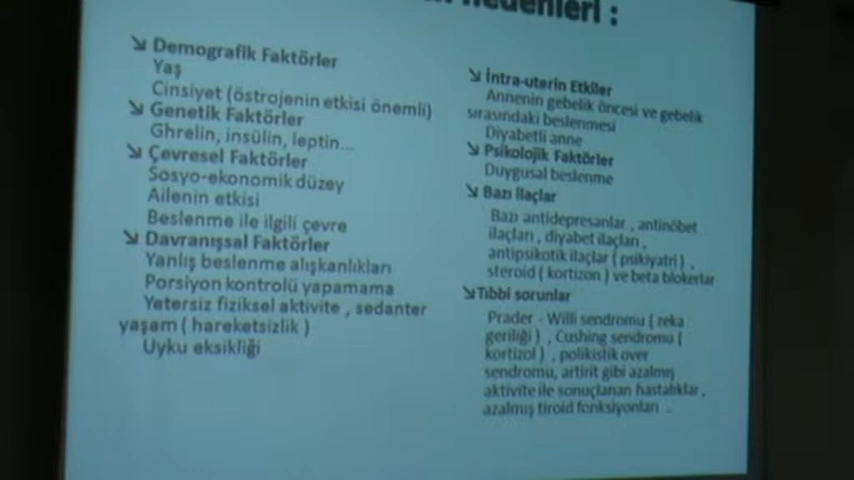 nedenleri :
↘ Demografik Faktörler
Yaş
Cinsiyet (östrojenin etkisi önemli)
↘ Genetik Faktörler
Ghrelin, insülin, leptin...
↘ Çevresel Faktörler
Sosyo-ekonomik düzey
Ailenin etkisi
Beslenme ile ilgili çevre
↘ Davranışsal Faktörler
Yanlış beslenme alışkanlıkları
Porsiyon kontrolü yapamama
Yetersiz fiziksel aktivite , sedanter
yaşam ( hareketsizlik )
Uyku eksikliği
↘ İntra-uterin Etkiler
Annenin gebelik öncesi ve gebelik
sırasındaki beslenmesi
Diyabetli anne
↘ Psikolojik Faktörler
Duygusal beslenme
↘ Bazı ilaçlar
Bazı antidepresanlar , antinöbet
ilaçları , diyabet ilaçları ,
antipsikotik ilaçlar ( psikiyatri ) ,
steroid ( kortizon ) ve beta blokerlar
↘ Tıbbi sorunlar
Prader - Willi sendromu ( zeka
geriliği ) , Cushing sendromu (
kortizol ) , polikistik over
sendromu, artirit gibi azalmış
aktivite ile sonuçlanan hastalıklar ,
azalmış tiroid fonksiyonları .